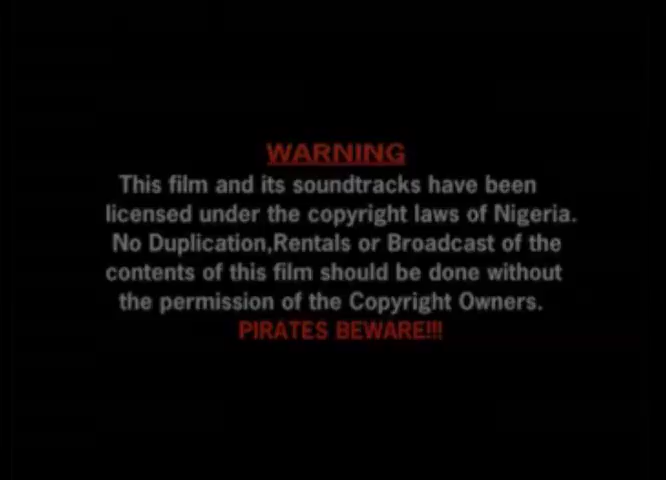 WARNING
This film and its soundtracks have been
licensed under the copyright laws of Nigeria.
No Duplication,Rentals or Broadcast of the
contents of this film should be done without
the permission of the Copyright Owners.
PIRATES BEWARE!!!